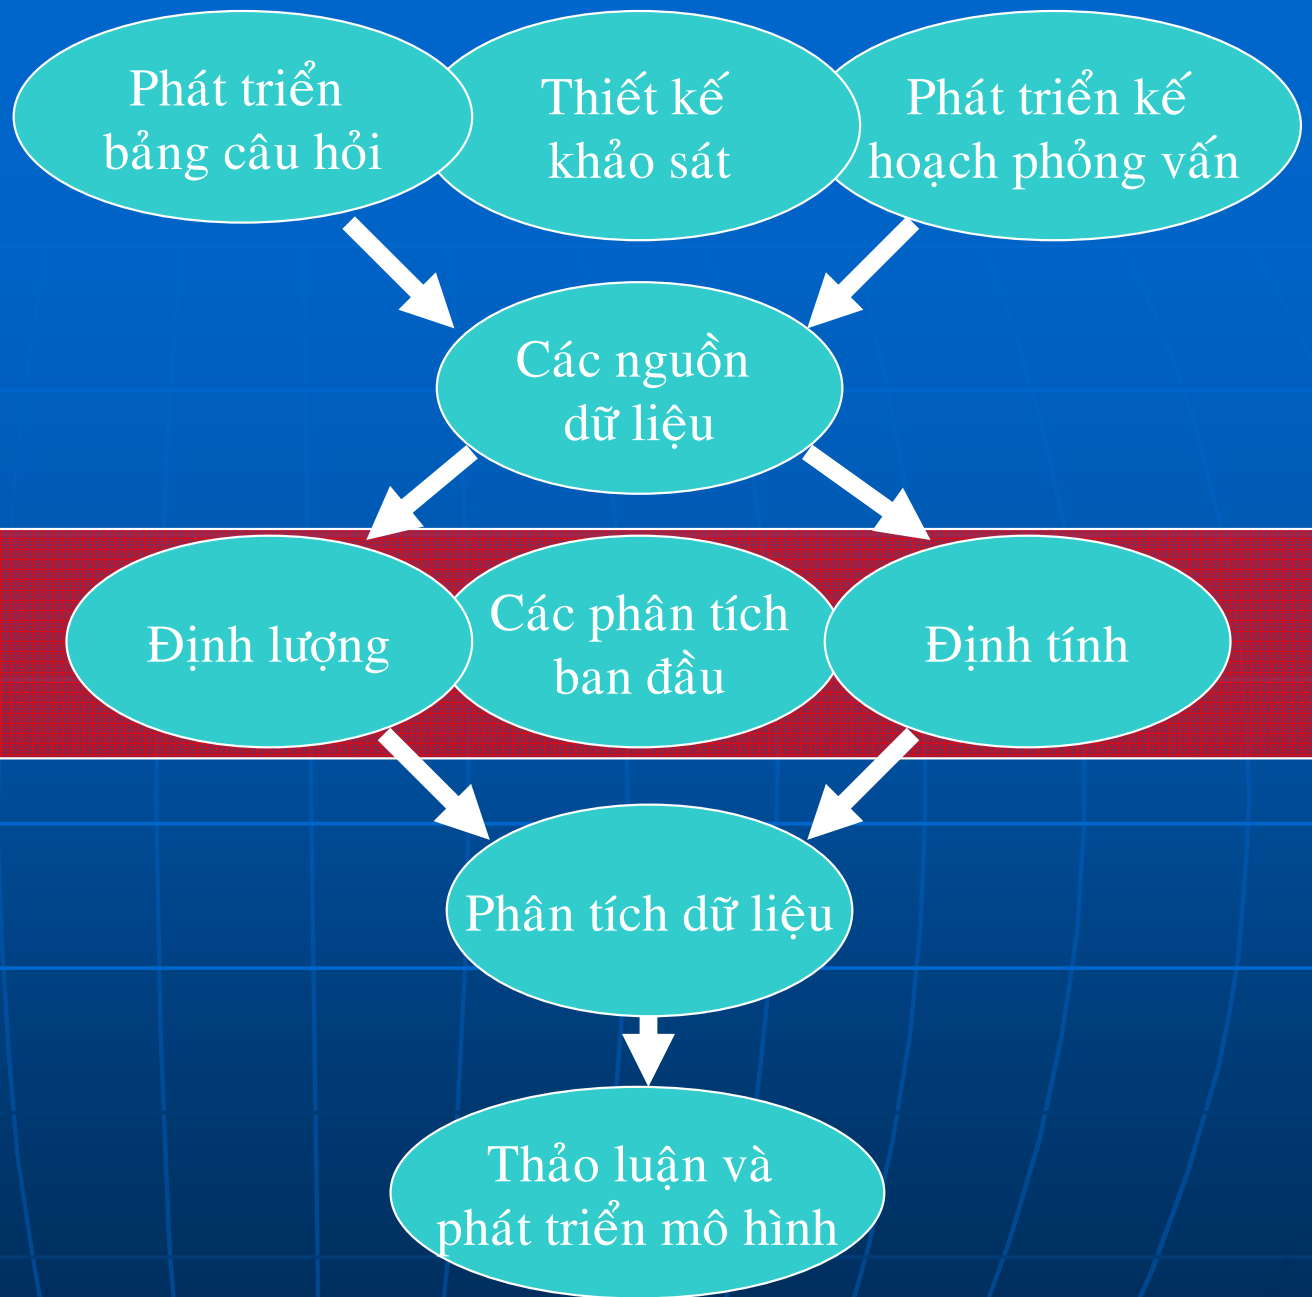 Phát triển
bảng câu hỏi
Thiết kế
khảo sát
Phát triển kế
hoạch phỏng vấn
Các nguồn
dữ liệu
Định lượng
Các phân tích
ban đầu
Định tính
Phân tích dữ liệu
Thảo luận và
phát triển mô hình